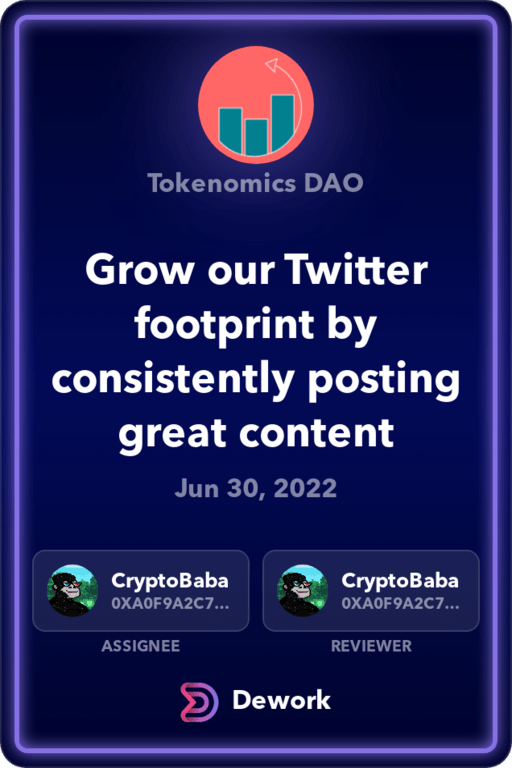 Tokenomics DAO
Grow our Twitter
footprint by
consistently posting
great content
Jun 30, 2022
CryptoBaba
0XA0F9A2C7...
ASSIGNEE
CryptoBaba
0XA0F9A2C7...
REVIEWER
Dework